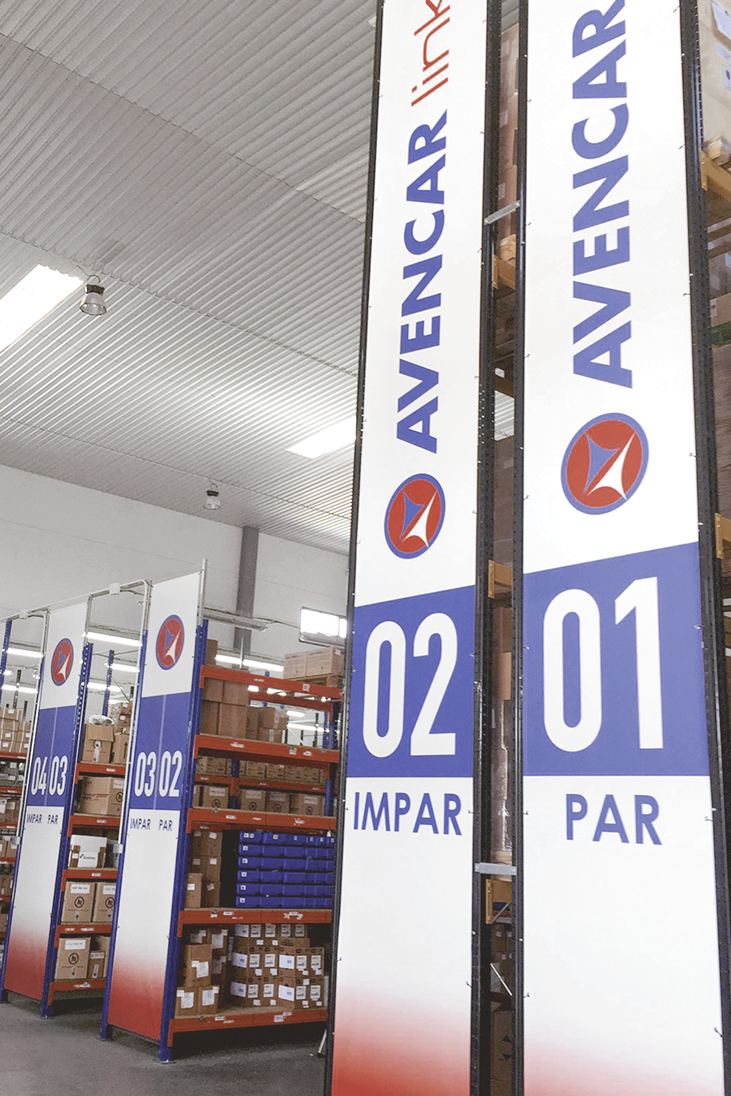 AVENCAR link
02
IMPAR
AVENCAR
01
PAR
04 03
IMPAR PAR
03 02
IMPAR PAR